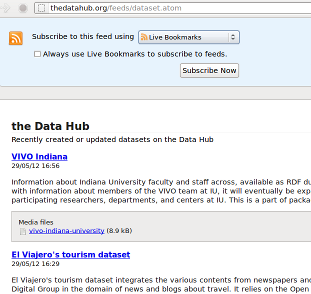 thedatahub.org/feeds/dataset.atom
Subscribe to this feed using Live Bookmarks
Always use Live Bookmarks to subscribe to feeds.
Subscribe Now
the Data Hub
Recently created or updated datasets on the Data Hub
VIVO Indiana
29/05/12 16:56
Information about Indiana University faculty and staff across, available as RDF du
with information about members of the VIVO team at IU, it will eventually be exp
participating researchers, departments, and centers at IU. This is a part of packa
Media files
vivo-indiana-university (8.9 kB)
El Viajero's tourism dataset
29/05/12 16:29
El Viajero's tourism dataset integrates the various contents from newspapers and
Digital Group in the domain of news and blogs about travel. It relies on the Open